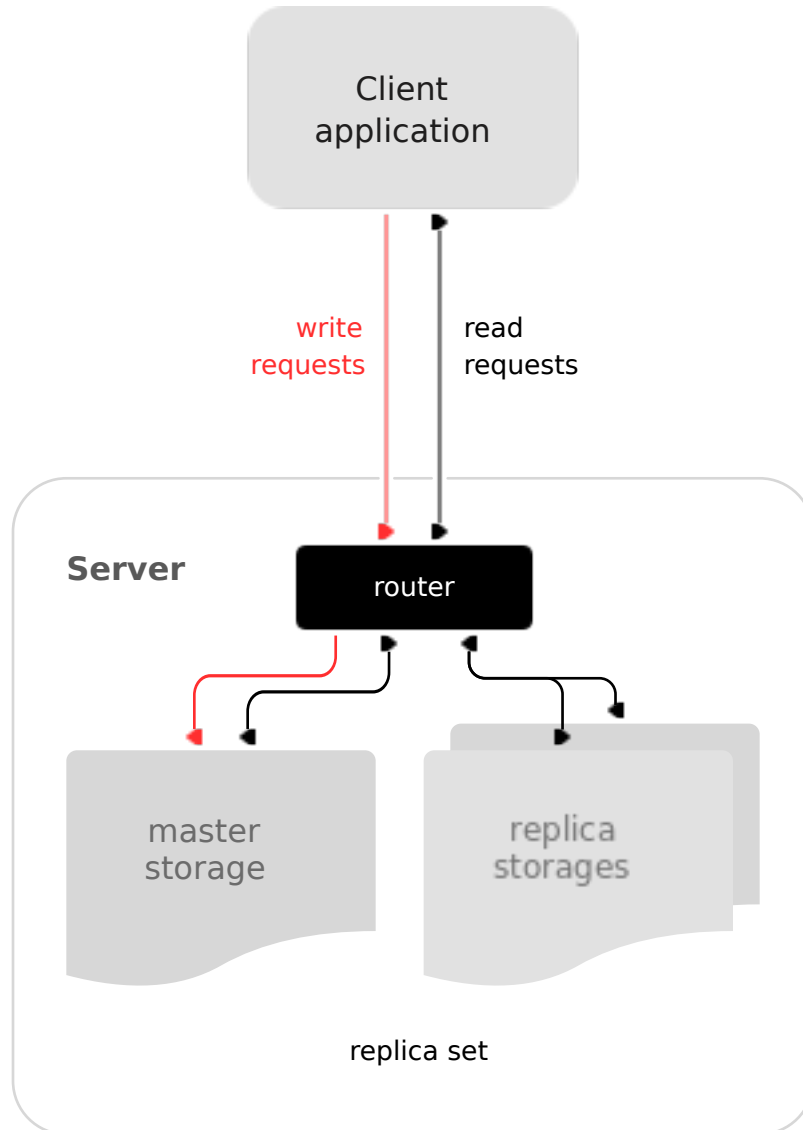 Client
application
write
requests
read
requests
Server
router
master
storage
replica
storages
replica set